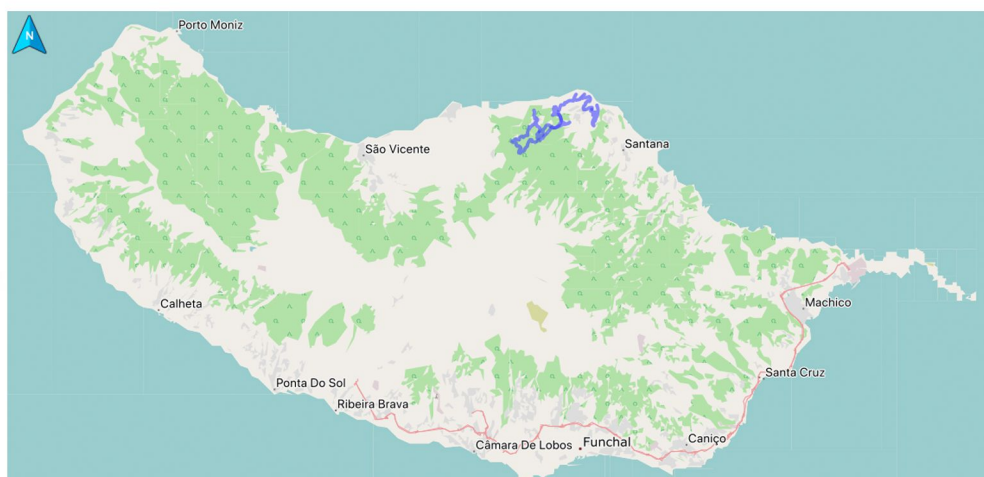 N
Porto Moniz
São Vicente
Santana
Calheta
Machico
Ponta Do Sol
Santa Cruz
Ribeira Brava
Câmara De Lobos
Funchal
Caniço